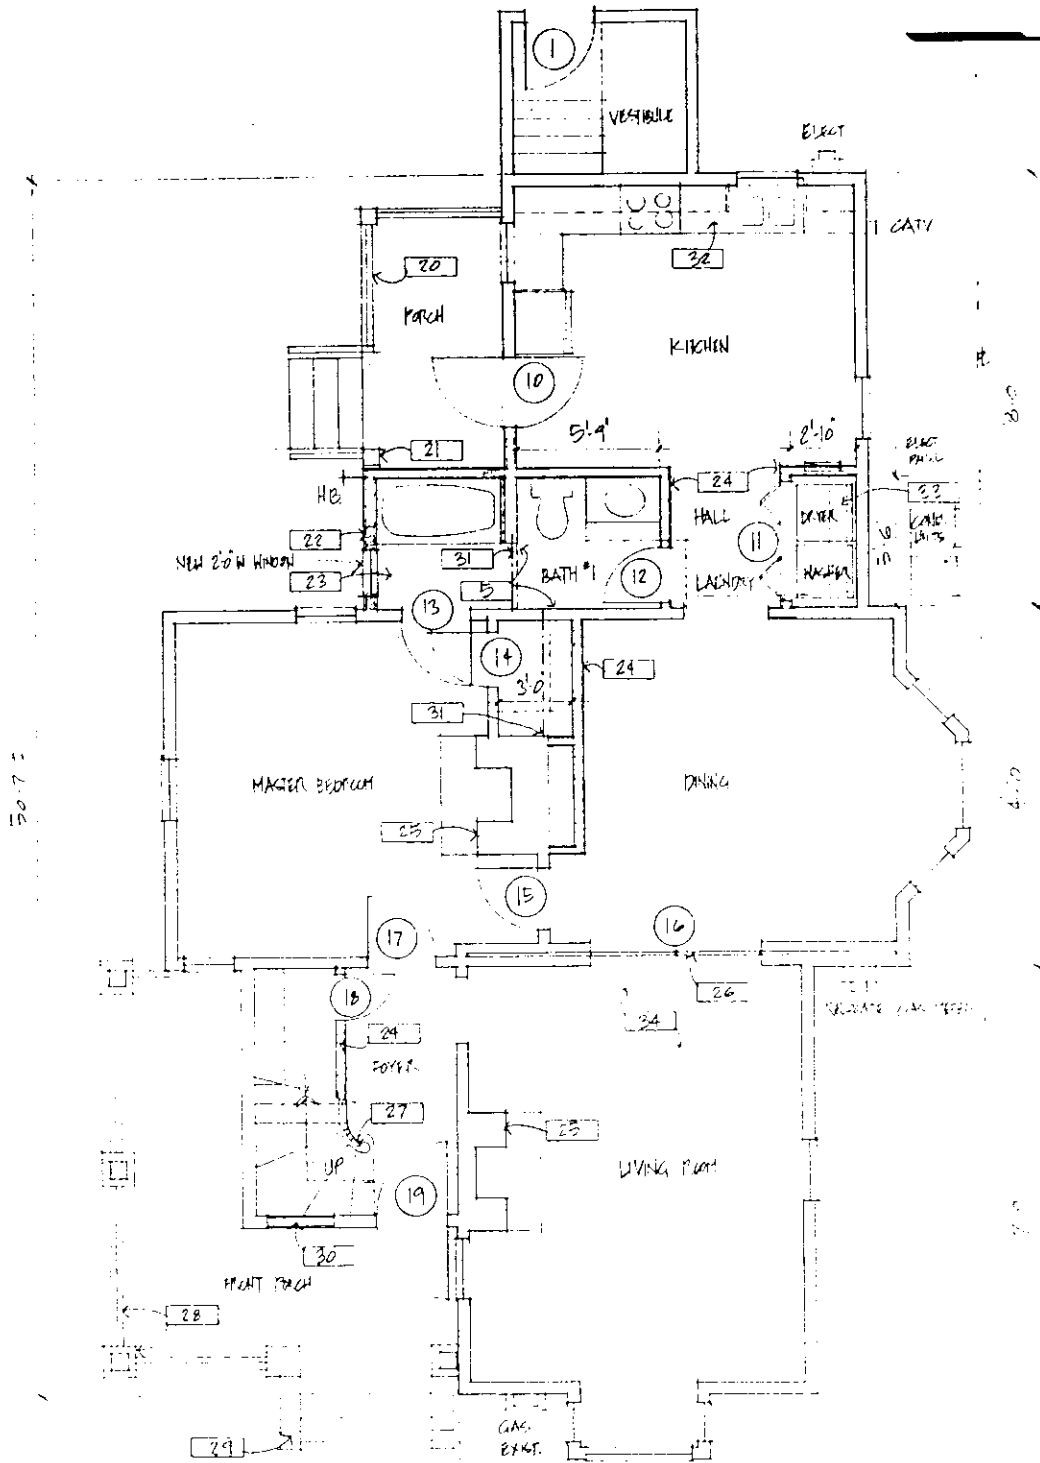 1
VESTIBULE
ELECT
CATV
32
20
PORCH
KITCHEN
10
5'-4"
2'-10"
21
24
HB
HALL
DRYER
22
11
31
NEW 2'-0" W WINDOW
23
5
BATH #1
12
LAUNDRY
WASHER
13
14
24
3'-0"
31
MASTER BEDROOM
DINING
25
15
16
17
18
26
34
24
FOYER
27
25
UP
LIVING ROOM
19
30
FRONT PORCH
28
GAS
EXIST.
29